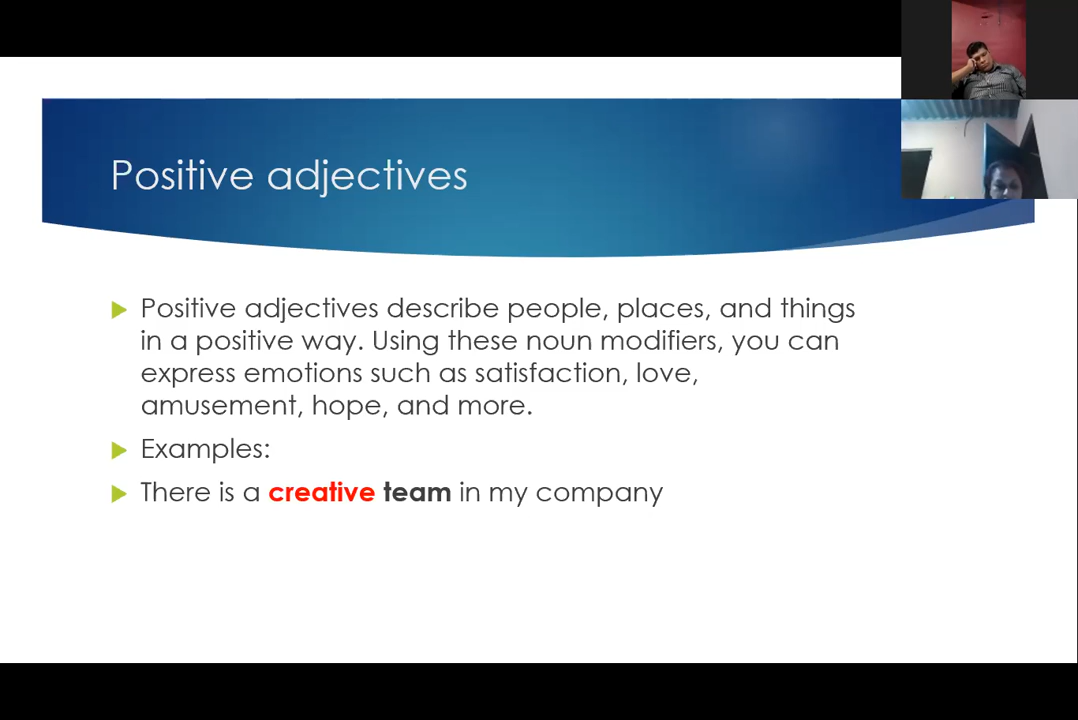 Positive adjectives
Positive adjectives describe people, places, and things
in a positive way. Using these noun modifiers, you can
express emotions such as satisfaction, love,
amusement, hope, and more.
Examples:
There is a creative team in my company